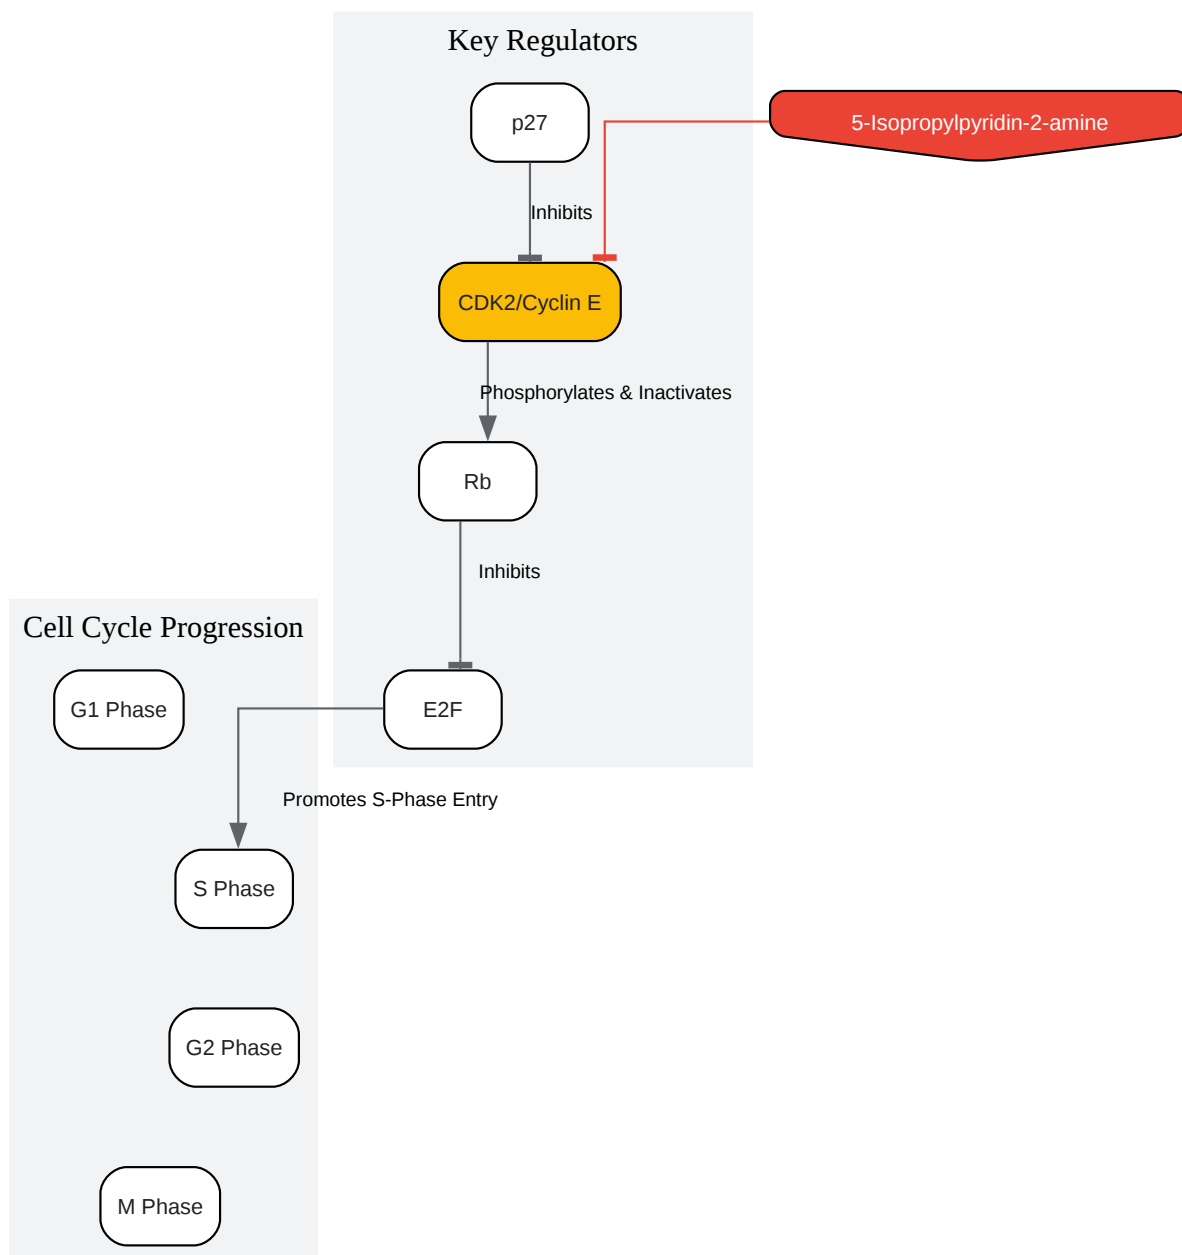 Key Regulators
p27
5-Isopropylpyridin-2-amine
Inhibits
CDK2/Cyclin E
Phosphorylates & Inactivates
Rb
Inhibits
Cell Cycle Progression
G1 Phase
E2F
Promotes S-Phase Entry
S Phase
G2 Phase
M Phase